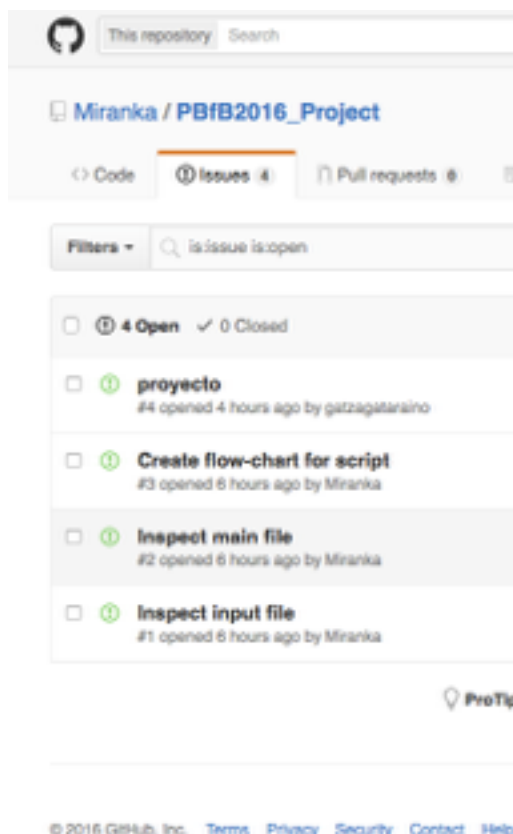 This repository Search
Miranka / PBfB2016_Project
Code Issues 4 Pull requests 0
Filters is:issue is:open
4 Open 0 Closed
proyecto
#4 opened 4 hours ago by gatzagataraino
Create flow-chart for script
#3 opened 6 hours ago by Miranka
Inspect main file
#2 opened 6 hours ago by Miranka
Inspect input file
#1 opened 6 hours ago by Miranka
ProTip
© 2016 GitHub, Inc. Terms Privacy Security Contact Help